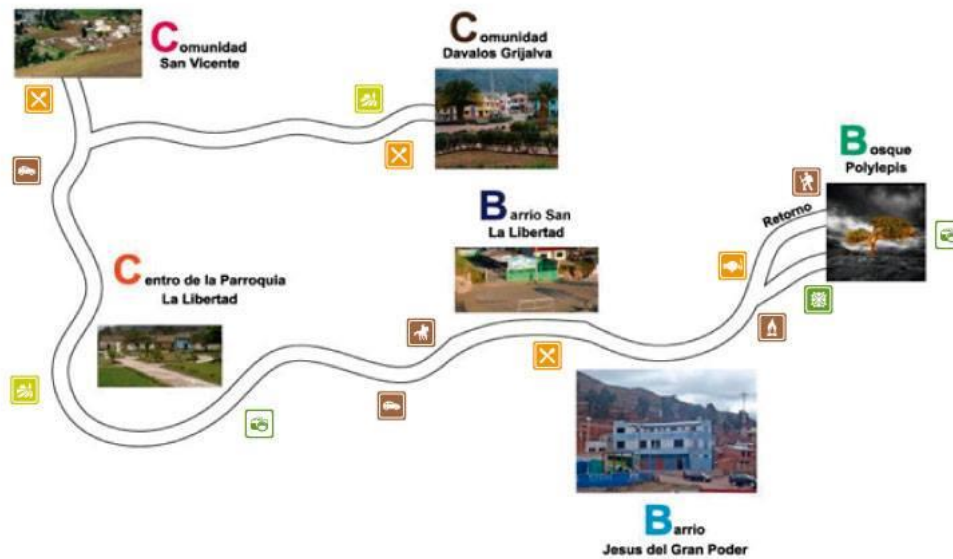 Comunidad
San Vicente
Comunidad
Davalos Grijalva
Bosque
Polylepis
Retorno
Barrio San
La Libertad
Centro de la Parroquia
La Libertad
Barrio
Jesus del Gran Poder